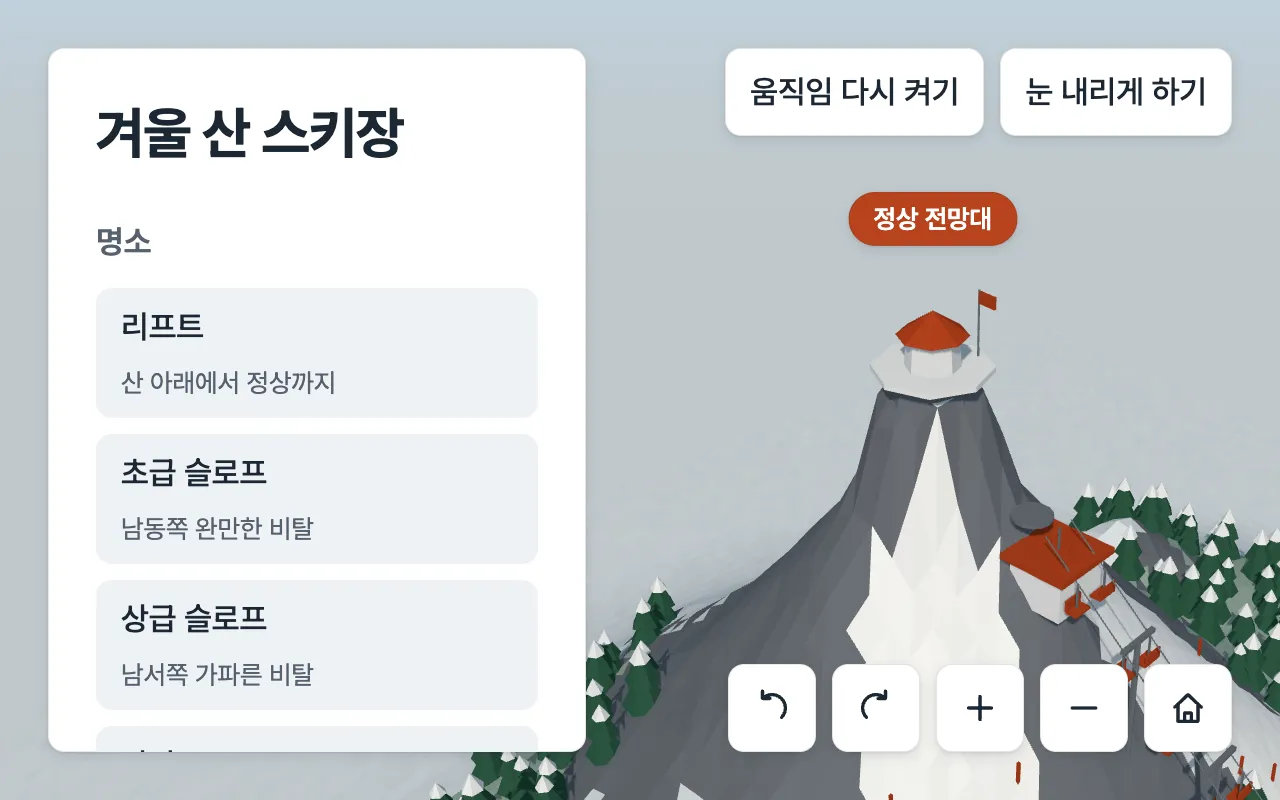 겨울 산 스키장
명소
리프트
산 아래에서 정상까지
초급 슬로프
남동쪽 완만한 비탈
상급 슬로프
남서쪽 가파른 비탈
움직임 다시 켜기
눈 내리게 하기
정상 전망대